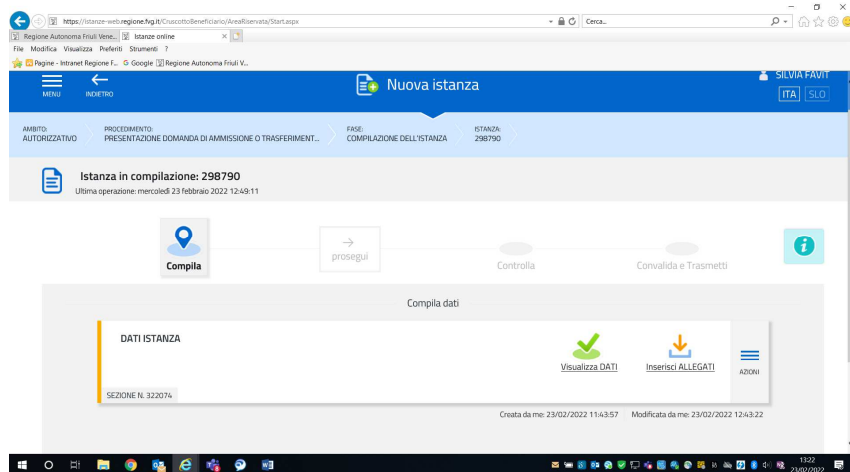 https://istanze-web.regione.fvg.it/CruscottoBeneficiario/AreaRiservata/Start.aspx
Cerca...
Regione Autonoma Friuli Vene... Istanze online
File Modifica Visualizza Preferiti Strumenti ?
Pagine - Intranet Regione F... Google Regione Autonoma Friuli V...
MENU INDIETRO
Nuova istanza
SILVIA FAVIT
ITA SLO
AMBITO: PROCEDIMENTO: FASE: ISTANZA:
AUTORIZZATIVO PRESENTAZIONE DOMANDA DI AMMISSIONE O TRASFERIMENT... COMPILAZIONE DELL'ISTANZA 298790
Istanza in compilazione: 298790
Ultima operazione: mercoledì 23 febbraio 2022 12:49:11
Compila
prosegui
Controlla
Convalida e Trasmetti
Compila dati
DATI ISTANZA
Visualizza DATI
Inserisci ALLEGATI
AZIONI
SEZIONE N. 322074
Creata da me: 23/02/2022 11:43:57 Modificata da me: 23/02/2022 12:43:22
13:22
23/02/2022